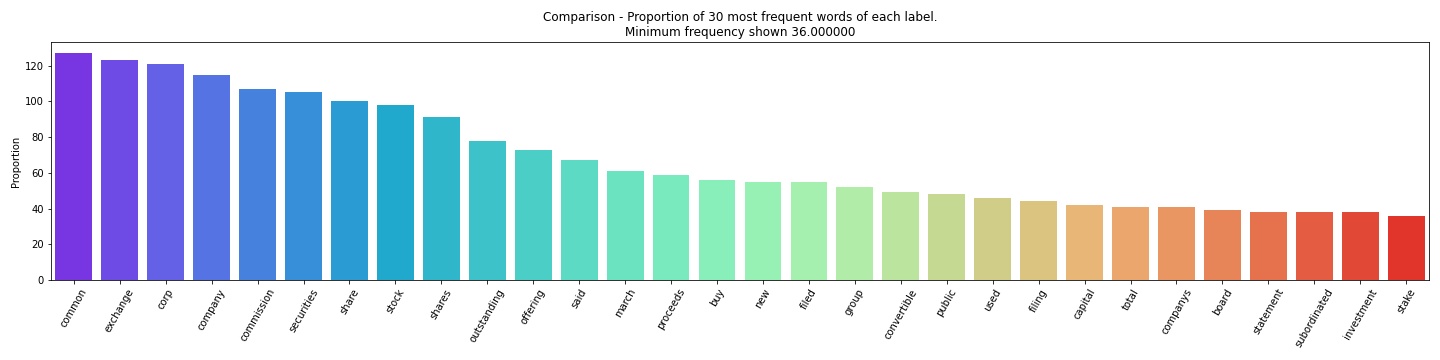 Comparison - Proportion of 30 most frequent words of each label.
Minimum frequency shown 36.000000
Proportion
120
100
80
60
40
20
0
common
exchange
corp
company
commission
securities
share
stock
shares
outstanding
offering
said
march
proceeds
buy
new
filed
group
convertible
public
used
filing
capital
total
companys
board
statement
subordinated
investment
stake